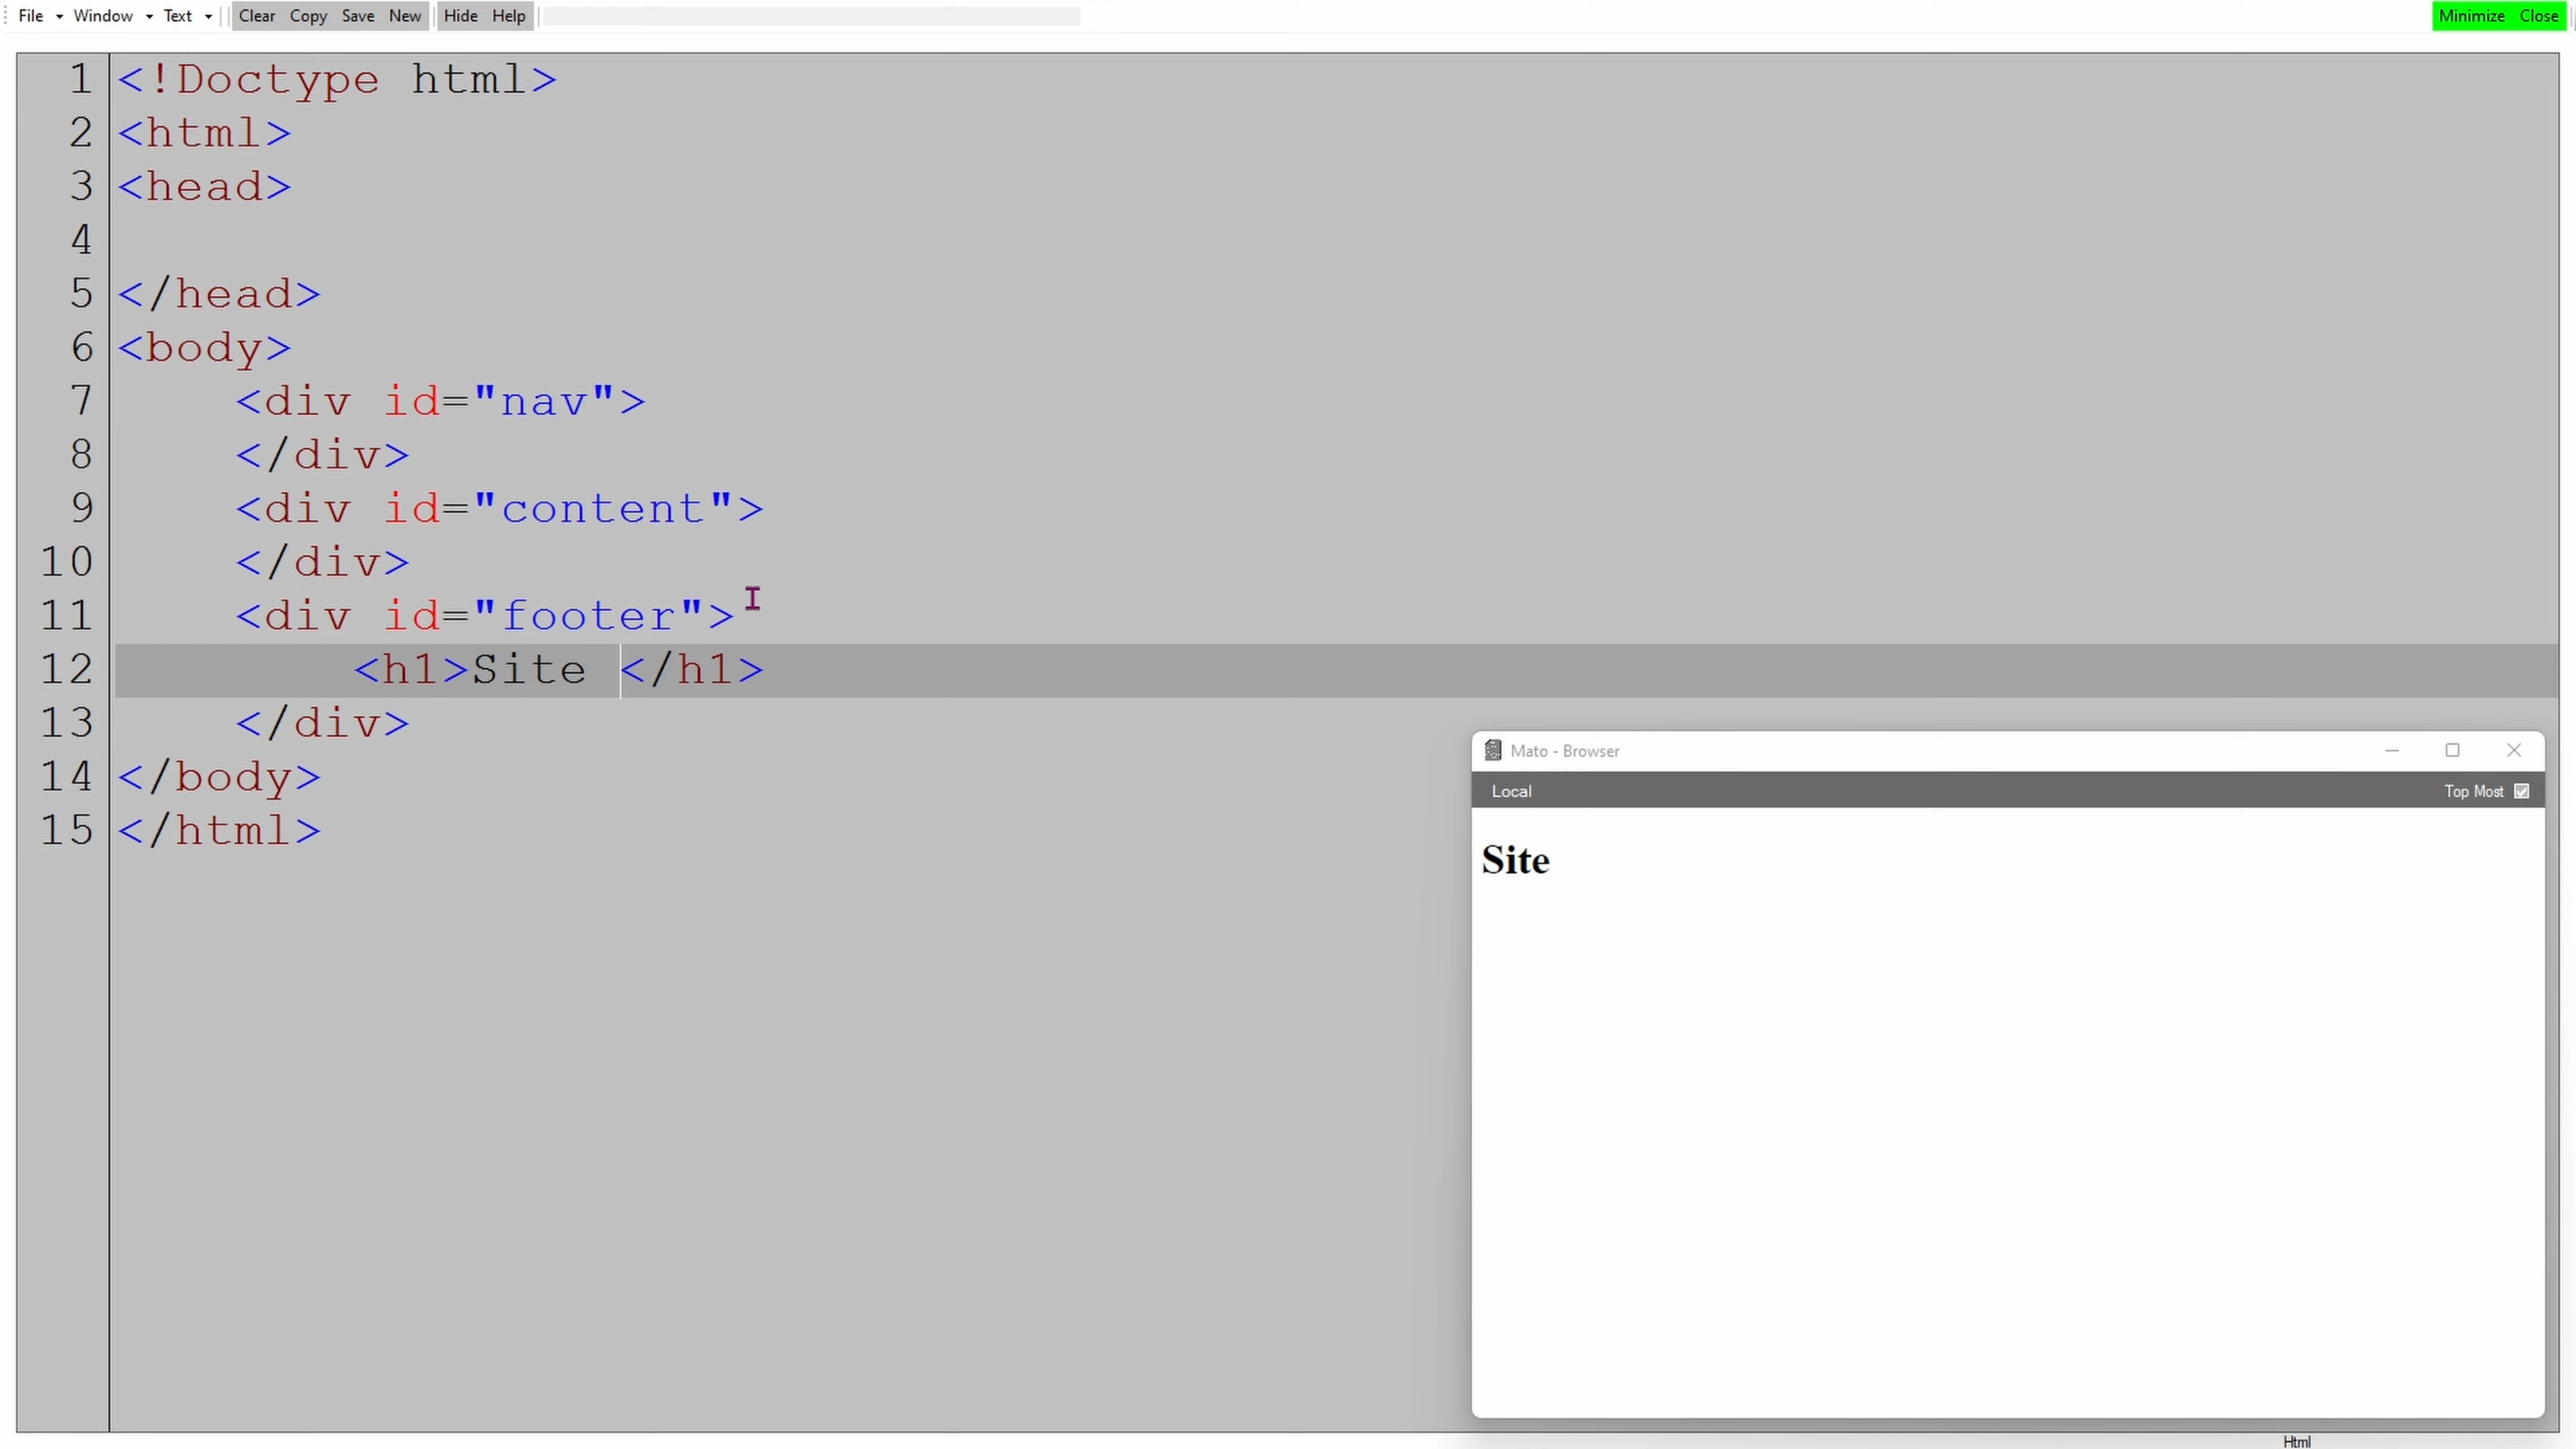 File Window Text Clear Copy Save New Hide Help Minimize Close
1 <!Doctype html>
2 <html>
3 <head>
4
5 </head>
6 <body>
7 <div id="nav">
8 </div>
9 <div id="content">
10 </div>
11 <div id="footer">
12 <h1>Site </h1>
13 </div>
14 </body>
15 </html>
Mato - Browser
Local Top Most
Site
Html